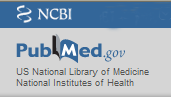 NCBI
PubMed.gov
US National Library of Medicine
National Institutes of Health